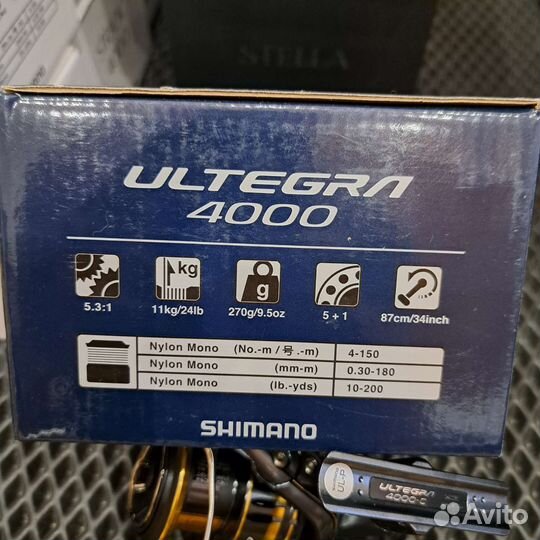 STELLA
ULTEGRA
4000
kg
g
5.3:1
11kg/24lb
270g/9.5oz
5 + 1
87cm/34inch
Nylon Mono (No.-m / 号.-m) 4-150
Nylon Mono (mm-m) 0.30-180
Nylon Mono (lb.-yds) 10-200
SHIMANO
ULTEGRA
Avito